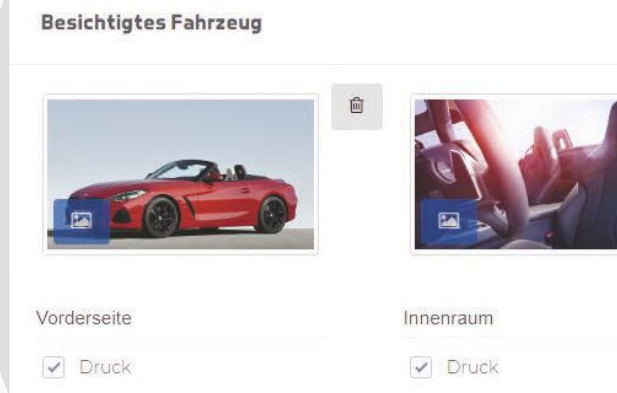 Besichtigtes Fahrzeug
Vorderseite
Innenraum
Druck
Druck